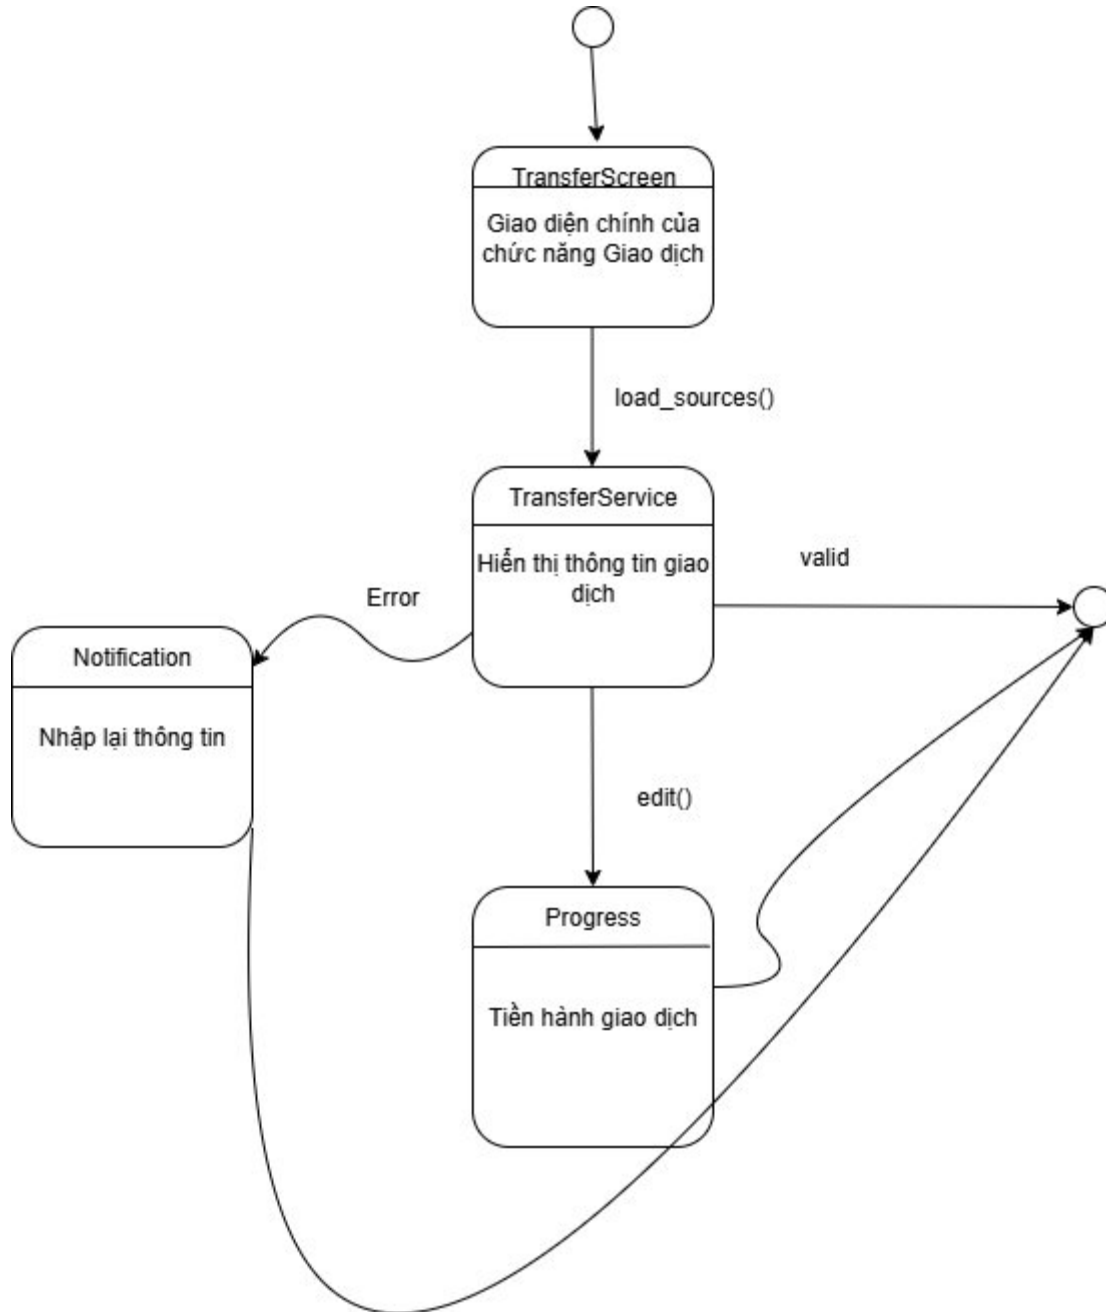 TransferScreen
Giao diện chính của
chức năng Giao dịch
load_sources()
TransferService
Hiển thị thông tin giao
dịch
valid
Error
Notification
Nhập lại thông tin
edit()
Progress
Tiền hành giao dịch